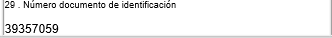 29 . Número documento de identificación
39357059